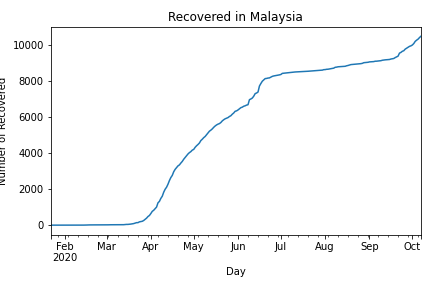 Recovered in Malaysia
Number of Recovered
10000
8000
6000
4000
2000
0
Feb Mar Apr May Jun Jul Aug Sep Oct
2020
Day